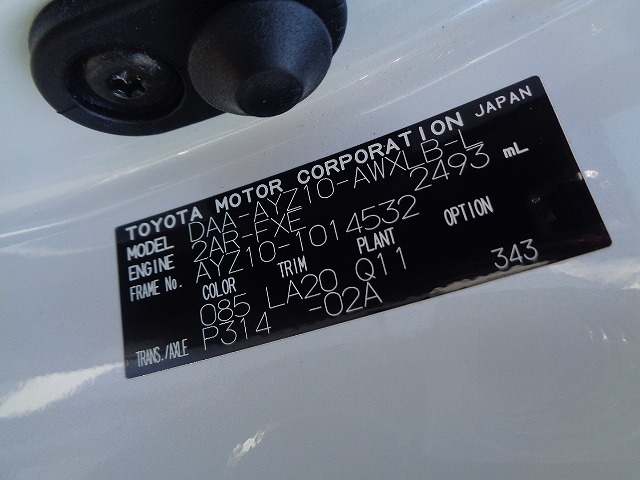 TOYOTA MOTOR CORPORATION JAPAN
MODEL DAA-AYZ10-AWXLB-L
ENGINE 2AR-FXE 2493 mL
FRAME No. AYZ10-1014532
COLOR TRIM PLANT OPTION
085 LA20 Q11 343
TRANS./AXLE P314 -02A